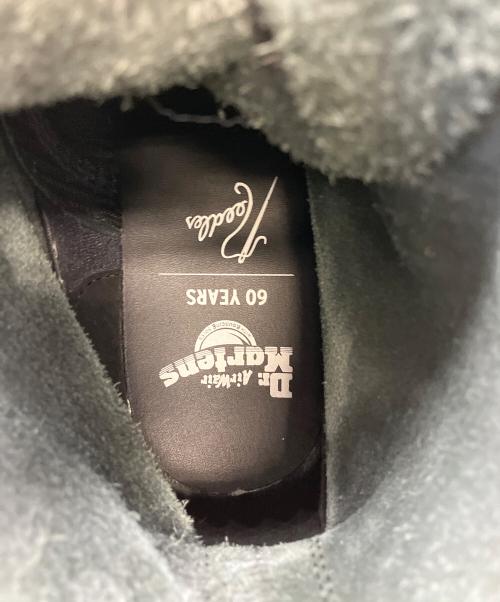 Dr.
Martens
AirWair
60 YEARS
Needles